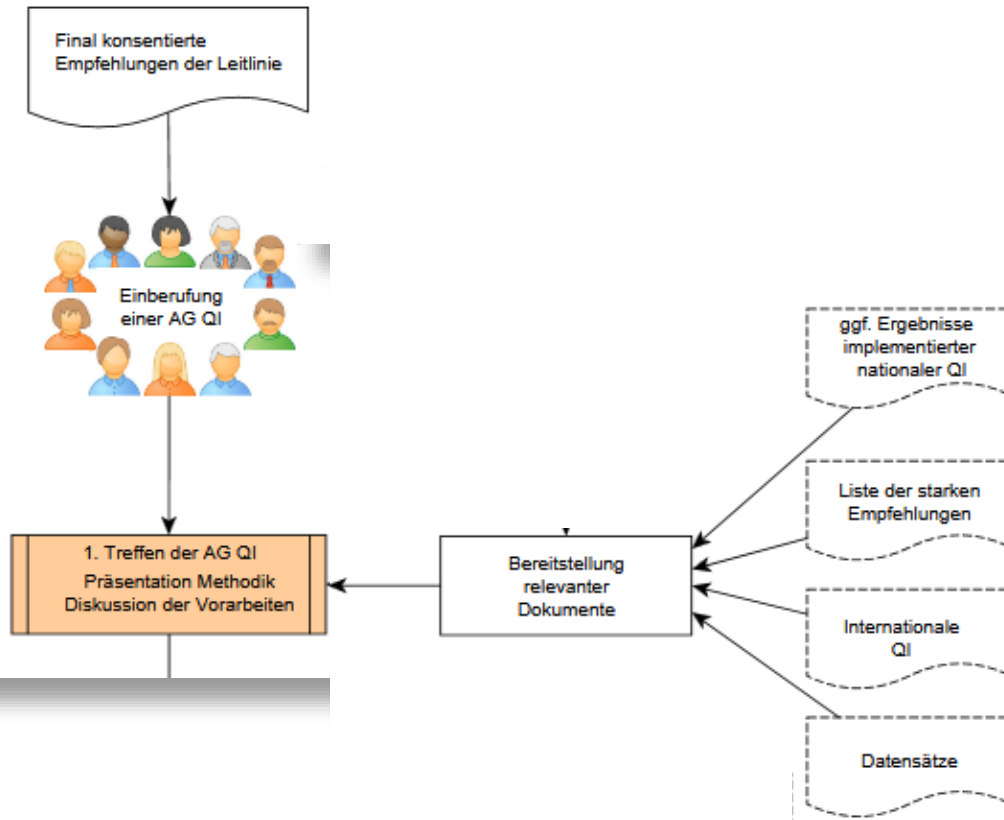 Final konsentierte
Empfehlungen der Leitlinie
Einberufung
einer AG QI
1. Treffen der AG QI
Präsentation Methodik
Diskussion der Vorarbeiten
Bereitstellung
relevanter
Dokumente
ggf. Ergebnisse
implementierter
nationaler QI
Liste der starken
Empfehlungen
Internationale
QI
Datensätze